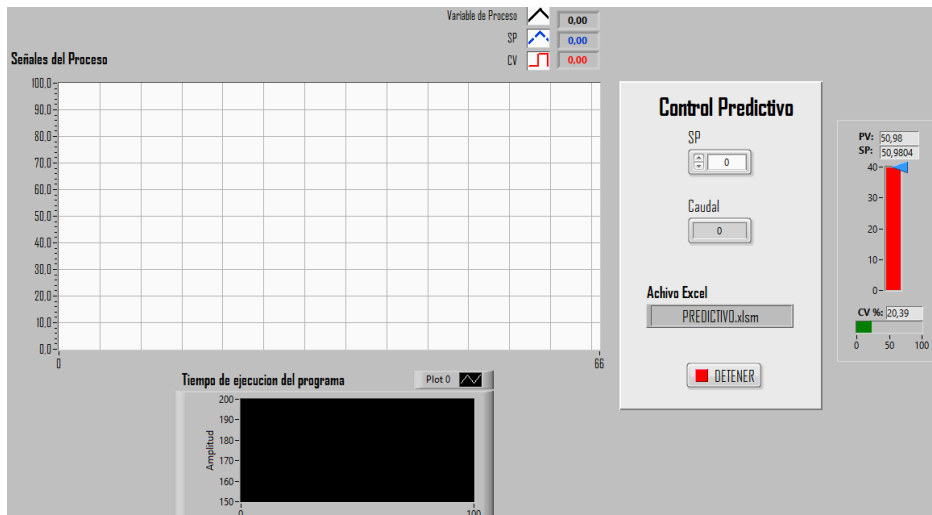 Variable de Proceso 0,00
SP 0,00
CV 0,00
Señales del Proceso
100,0
90,0
80,0
70,0
60,0
50,0
40,0
30,0
20,0
10,0
0,0
0 66
Control Predictivo
SP
0
Caudal
0
Achivo Excel
PREDICTIVO.xlsm
DETENER
PV: 50,98
SP: 50,9804
40
30
20
10
0
CV %: 20,39
0 50 100
Tiempo de ejecucion del programa Plot 0
Amplitud
200
190
180
170
160
150
0 100